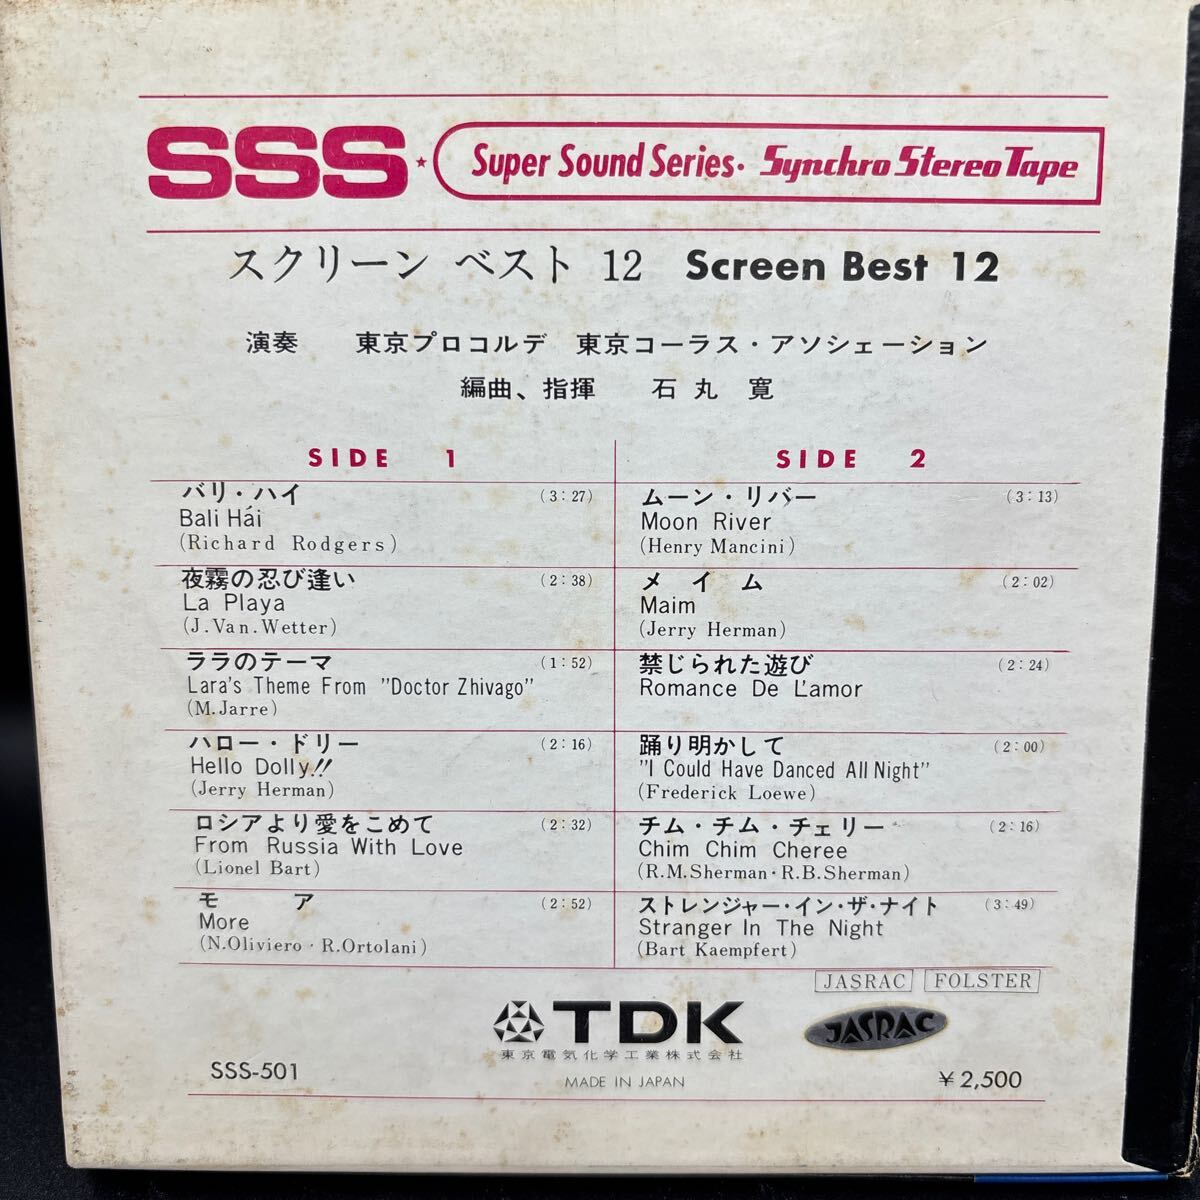 SSS★ Super Sound Series. Synchro Stereo Tape
スクリーン ベスト 12 Screen Best 12
演奏 東京プロコルデ 東京コーラス・アソシェーション
編曲、指揮 石丸 寛
SIDE 1
バリ・ハイ (3:27)
Bali Hái
(Richard Rodgers)
夜霧の忍び逢い (2:38)
La Playa
(J.Van.Wetter)
ララのテーマ (1:52)
Lara's Theme From "Doctor Zhivago"
(M.Jarre)
ハロー・ドリー (2:16)
Hello Dolly!!
(Jerry Herman)
ロシアより愛をこめて (2:32)
From Russia With Love
(Lionel Bart)
モ ア (2:52)
More
(N.Oliviero・R.Ortolani)
SIDE 2
ムーン・リバー (3:13)
Moon River
(Henry Mancini)
メ イ ム (2:02)
Maim
(Jerry Herman)
禁じられた遊び (2:24)
Romance De L'amor
踊り明かして (2:00)
"I Could Have Danced All Night"
(Frederick Loewe)
チム・チム・チェリー (2:16)
Chim Chim Cheree
(R.M.Sherman・R.B.Sherman)
ストレンジャー・イン・ザ・ナイト (3:49)
Stranger In The Night
(Bart Kaempfert)
JASRAC FOLSTER
TDK
東京電気化学工業株式会社
JASRAC
SSS-501
MADE IN JAPAN
¥2,500